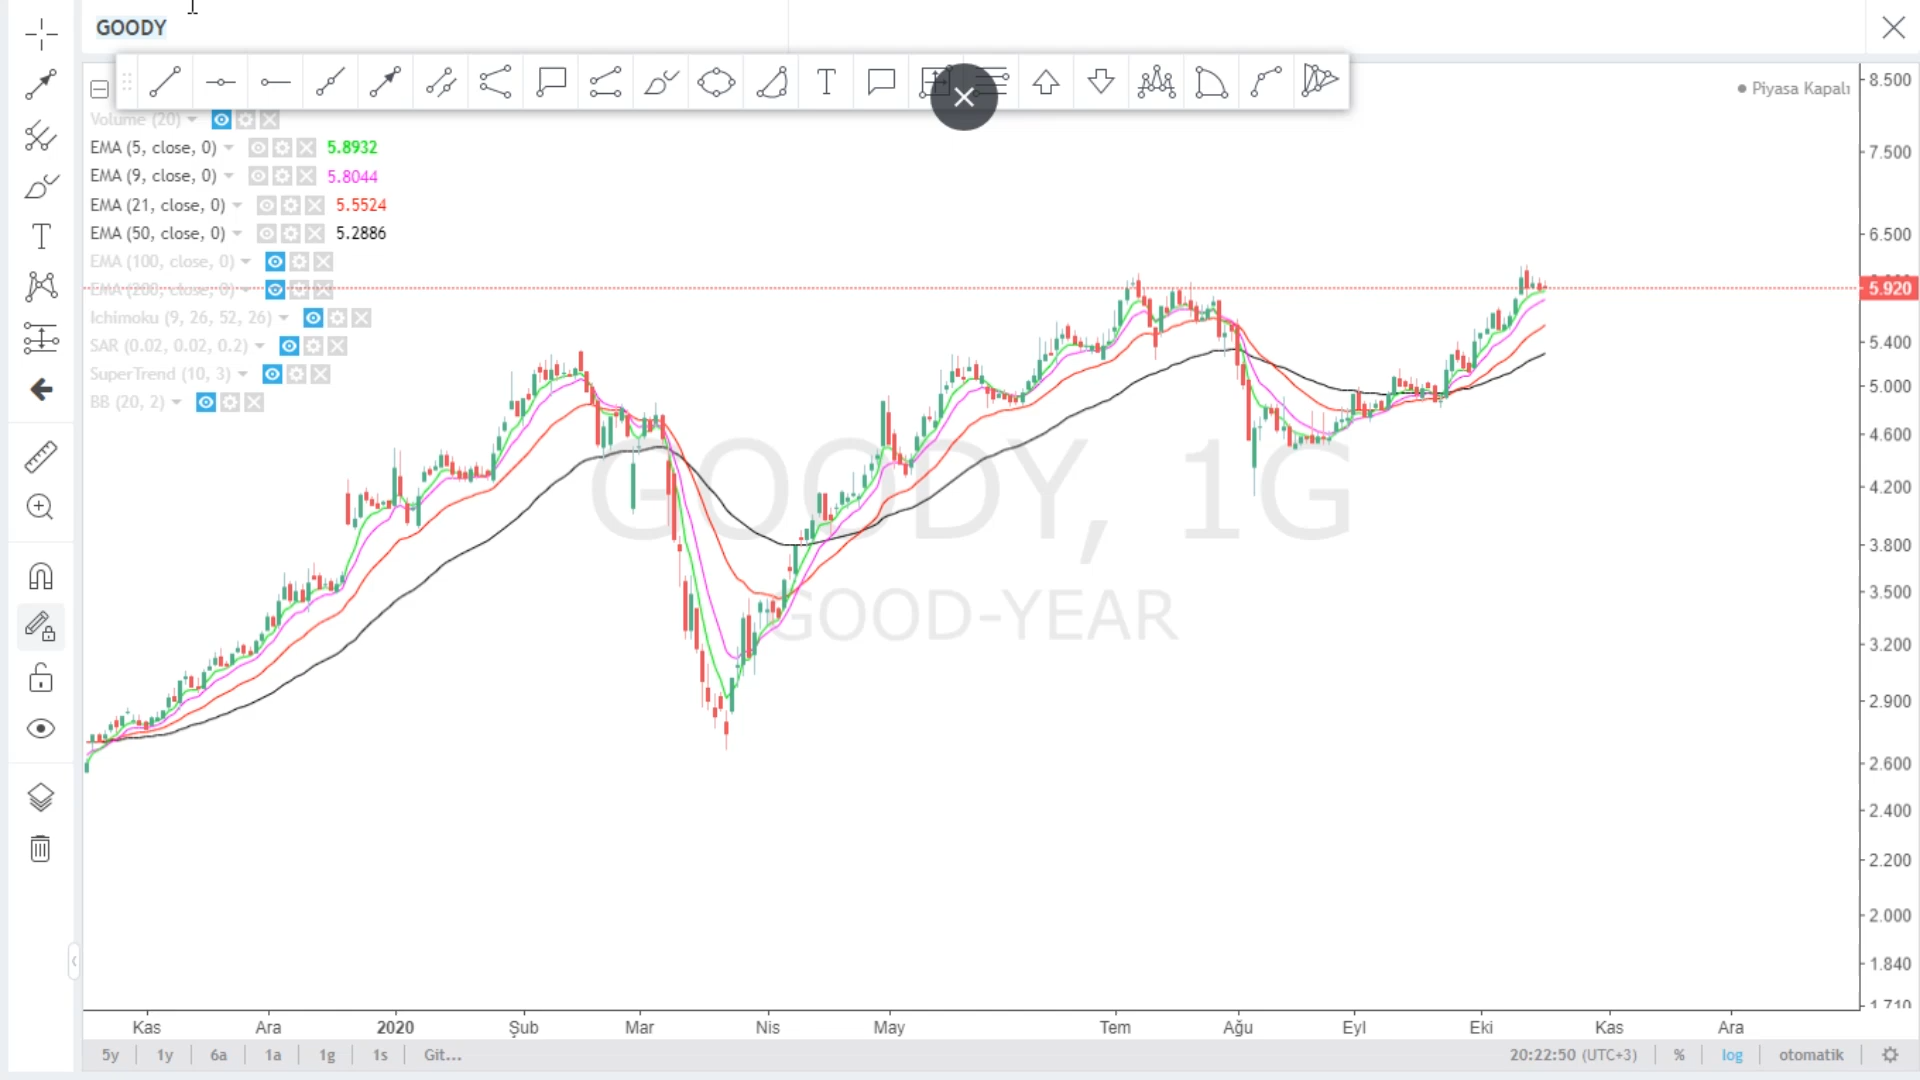 GOODY
Piyasa Kapalı
Volume (20)
EMA (5, close, 0) 5.8932
EMA (9, close, 0) 5.8044
EMA (21, close, 0) 5.5524
EMA (50, close, 0) 5.2886
EMA (100, close, 0)
EMA (200, close, 0)
Ichimoku (9, 26, 52, 26)
SAR (0.02, 0.02, 0.2)
SuperTrend (10, 3)
BB (20, 2)
GOODY, 1G
GOOD-YEAR
8.500
7.500
6.500
5.920
5.400
5.000
4.600
4.200
3.800
3.500
3.200
2.900
2.600
2.400
2.200
2.000
1.840
1.710
Kas Ara 2020 Şub Mar Nis May Tem Ağu Eyl Eki Kas Ara
5y 1y 6a 1a 1g 1s Git... 20:22:50 (UTC+3) % log otomatik